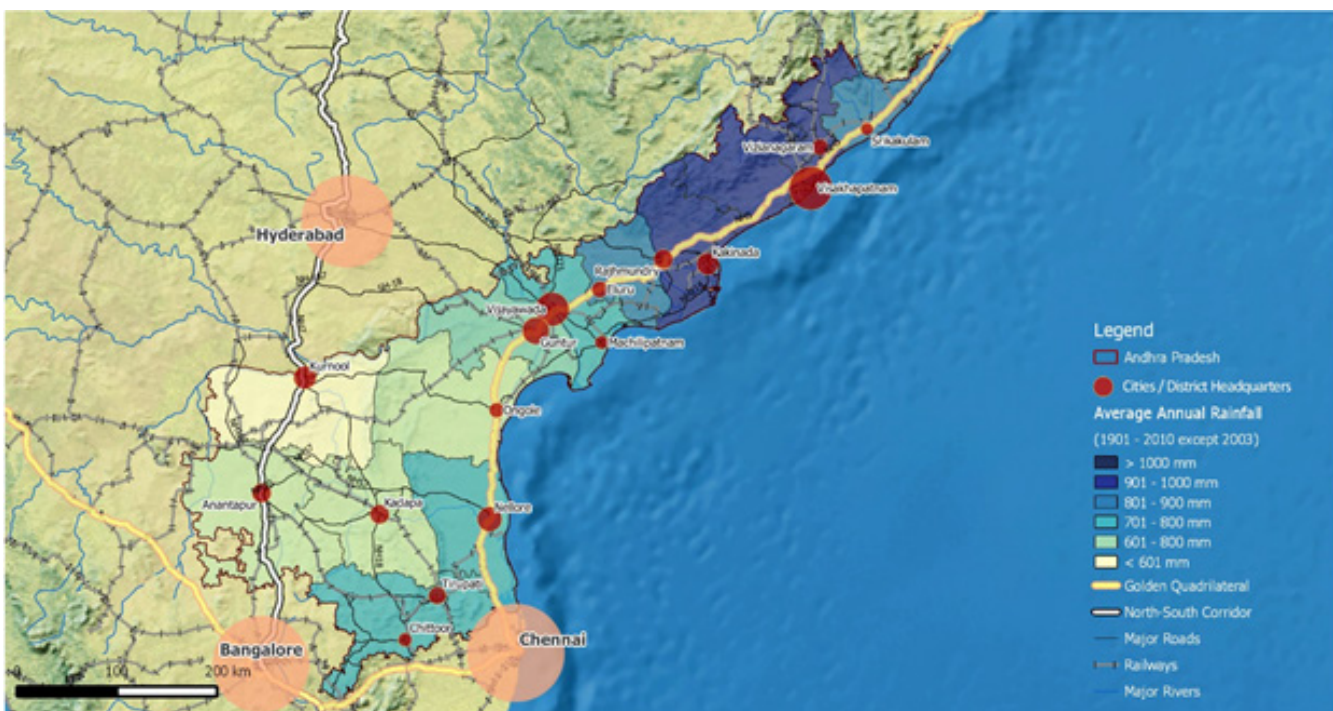 Srikakulam
Vizianagaram
Visakhapatnam
Hyderabad
Rajhmundry
Kakinada
Eluru
Vijayawada
Guntur
Machilipatnam
Kurnool
Ongole
Anantapur
Kadapa
Nellore
Tirupati
Chittoor
Bangalore
Chennai
NH-18
0 100 200 km
Legend
Andhra Pradesh
Cities / District Headquarters
Average Annual Rainfall
(1901 - 2010 except 2003)
> 1000 mm
901 - 1000 mm
801 - 900 mm
701 - 800 mm
601 - 800 mm
< 601 mm
Golden Quadrilateral
North-South Corridor
Major Roads
Railways
Major Rivers